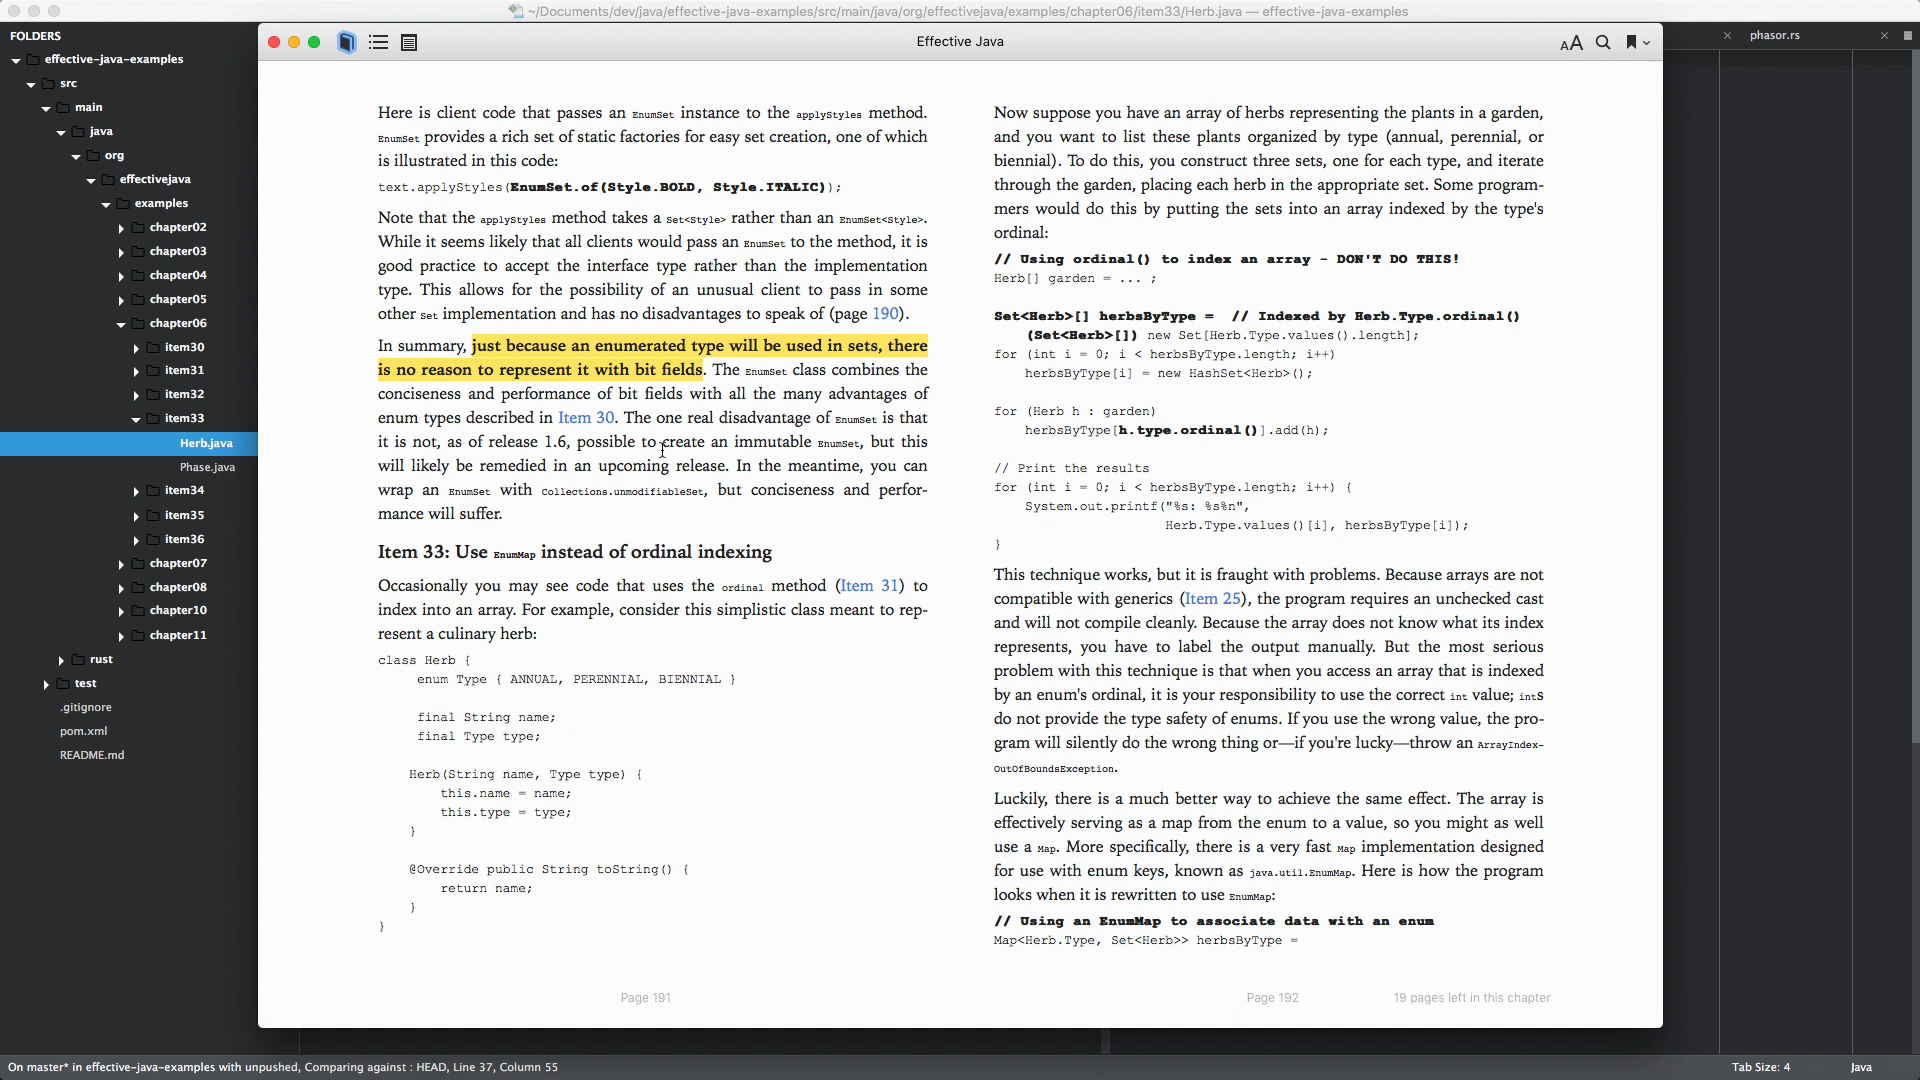 ~/Documents/dev/java/effective-java-examples/src/main/java/org/effectivejava/examples/chapter06/item33/Herb.java — effective-java-examples
FOLDERS
effective-java-examples
src
main
java
org
effectivejava
examples
chapter02
chapter03
chapter04
chapter05
chapter06
item30
item31
item32
item33
Herb.java
Phase.java
item34
item35
item36
chapter07
chapter08
chapter10
chapter11
rust
test
.gitignore
pom.xml
README.md
Effective Java
AA
phasor.rs
Here is client code that passes an EnumSet instance to the applyStyles method.
EnumSet provides a rich set of static factories for easy set creation, one of which
is illustrated in this code:
text.applyStyles(EnumSet.of(Style.BOLD, Style.ITALIC));
Note that the applyStyles method takes a Set<Style> rather than an EnumSet<Style>.
While it seems likely that all clients would pass an EnumSet to the method, it is
good practice to accept the interface type rather than the implementation
type. This allows for the possibility of an unusual client to pass in some
other Set implementation and has no disadvantages to speak of (page 190).
In summary, just because an enumerated type will be used in sets, there
is no reason to represent it with bit fields. The EnumSet class combines the
conciseness and performance of bit fields with all the many advantages of
enum types described in Item 30. The one real disadvantage of EnumSet is that
it is not, as of release 1.6, possible to create an immutable EnumSet, but this
will likely be remedied in an upcoming release. In the meantime, you can
wrap an EnumSet with Collections.unmodifiableSet, but conciseness and perfor-
mance will suffer.
Item 33: Use EnumMap instead of ordinal indexing
Occasionally you may see code that uses the ordinal method (Item 31) to
index into an array. For example, consider this simplistic class meant to rep-
resent a culinary herb:
class Herb {
enum Type { ANNUAL, PERENNIAL, BIENNIAL }
final String name;
final Type type;
Herb(String name, Type type) {
this.name = name;
this.type = type;
}
@Override public String toString() {
return name;
}
}
Page 191
Now suppose you have an array of herbs representing the plants in a garden,
and you want to list these plants organized by type (annual, perennial, or
biennial). To do this, you construct three sets, one for each type, and iterate
through the garden, placing each herb in the appropriate set. Some program-
mers would do this by putting the sets into an array indexed by the type's
ordinal:
// Using ordinal() to index an array - DON'T DO THIS!
Herb[] garden = ... ;
Set<Herb>[] herbsByType = // Indexed by Herb.Type.ordinal()
(Set<Herb>[]) new Set[Herb.Type.values().length];
for (int i = 0; i < herbsByType.length; i++)
herbsByType[i] = new HashSet<Herb>();
for (Herb h : garden)
herbsByType[h.type.ordinal()].add(h);
// Print the results
for (int i = 0; i < herbsByType.length; i++) {
System.out.printf("%s: %s%n",
Herb.Type.values()[i], herbsByType[i]);
}
This technique works, but it is fraught with problems. Because arrays are not
compatible with generics (Item 25), the program requires an unchecked cast
and will not compile cleanly. Because the array does not know what its index
represents, you have to label the output manually. But the most serious
problem with this technique is that when you access an array that is indexed
by an enum's ordinal, it is your responsibility to use the correct int value; ints
do not provide the type safety of enums. If you use the wrong value, the pro-
gram will silently do the wrong thing or—if you're lucky—throw an ArrayIndex-
OutOfBoundsException.
Luckily, there is a much better way to achieve the same effect. The array is
effectively serving as a map from the enum to a value, so you might as well
use a Map. More specifically, there is a very fast Map implementation designed
for use with enum keys, known as java.util.EnumMap. Here is how the program
looks when it is rewritten to use EnumMap:
// Using an EnumMap to associate data with an enum
Map<Herb.Type, Set<Herb>> herbsByType =
Page 192
19 pages left in this chapter
On master* in effective-java-examples with unpushed, Comparing against : HEAD, Line 37, Column 55
Tab Size: 4
Java